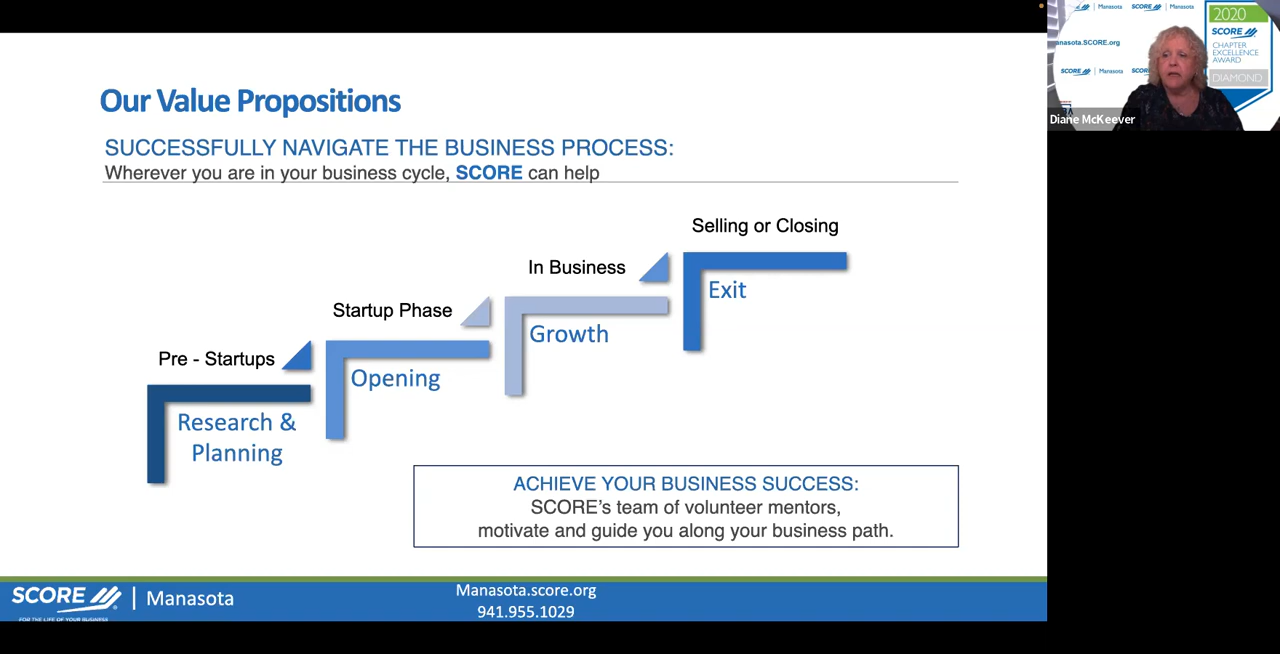 Our Value Propositions
SUCCESSFULLY NAVIGATE THE BUSINESS PROCESS:
Wherever you are in your business cycle, SCORE can help
Selling or Closing
In Business
Exit
Startup Phase
Growth
Pre - Startups
Opening
Research &
Planning
ACHIEVE YOUR BUSINESS SUCCESS:
SCORE's team of volunteer mentors,
motivate and guide you along your business path.
SCORE | Manasota
FOR THE LIFE OF YOUR BUSINESS
Manasota.score.org
941.955.1029
Manasota
SCORE Manasota
anasota.SCORE.org
SCORE Manasota
2020
SCORE
CHAPTER
EXCELLENCE
AWARD
DIAMOND
Diane McKeever